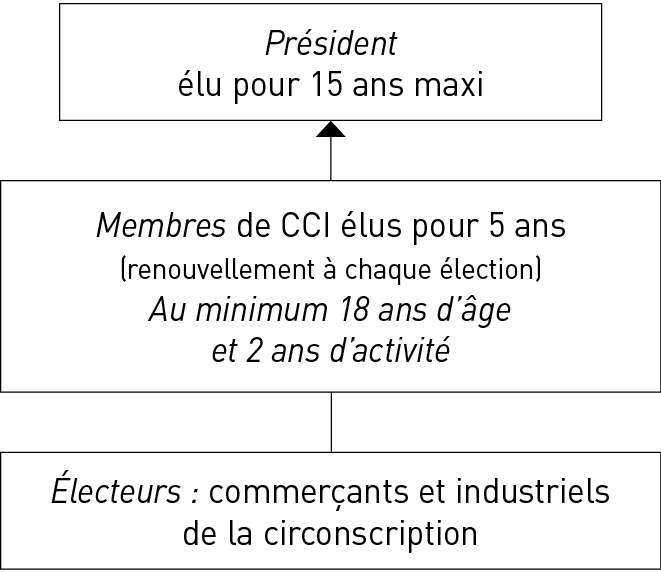 Président
élu pour 15 ans maxi
Membres de CCI élus pour 5 ans
(renouvellement à chaque élection)
Au minimum 18 ans d’âge
et 2 ans d’activité
Électeurs : commerçants et industriels
de la circonscription